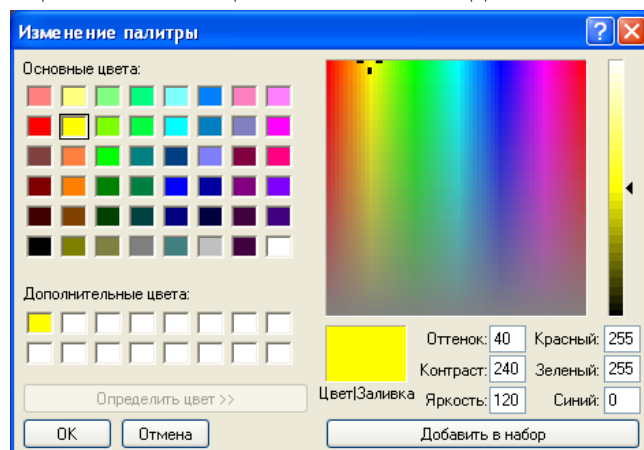 Изменение палитры
Основные цвета:
Дополнительные цвета:
Определить цвет >>
OK
Отмена
Цвет|Заливка
Оттенок: 40
Красный: 255
Контраст: 240
Зеленый: 255
Яркость: 120
Синий: 0
Добавить в набор